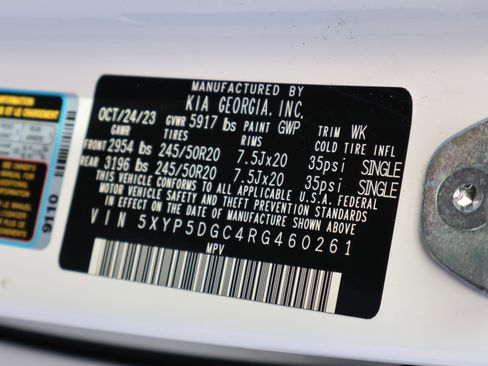 MANUFACTURED BY
KIA GEORGIA, INC.
OCT/24/23 GVWR 5917 lbs PAINT GWP TRIM WK
GAWR TIRES RIMS COLD TIRE INFL
FRONT 2954 lbs 245/50R20 7.5Jx20 35psi SINGLE
REAR 3196 lbs 245/50R20 7.5Jx20 35psi SINGLE
THIS VEHICLE CONFORMS TO ALL APPLICABLE U.S.A. FEDERAL
MOTOR VEHICLE SAFETY AND THEFT PREVENTION STANDARDS
IN EFFECT ON THE DATE OF MANUFACTURE SHOWN ABOVE.
VIN 5XYP5DGC4RG460261
MPV
9110